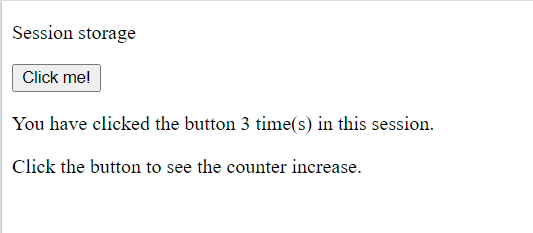 Session storage
Click me!
You have clicked the button 3 time(s) in this session.
Click the button to see the counter increase.